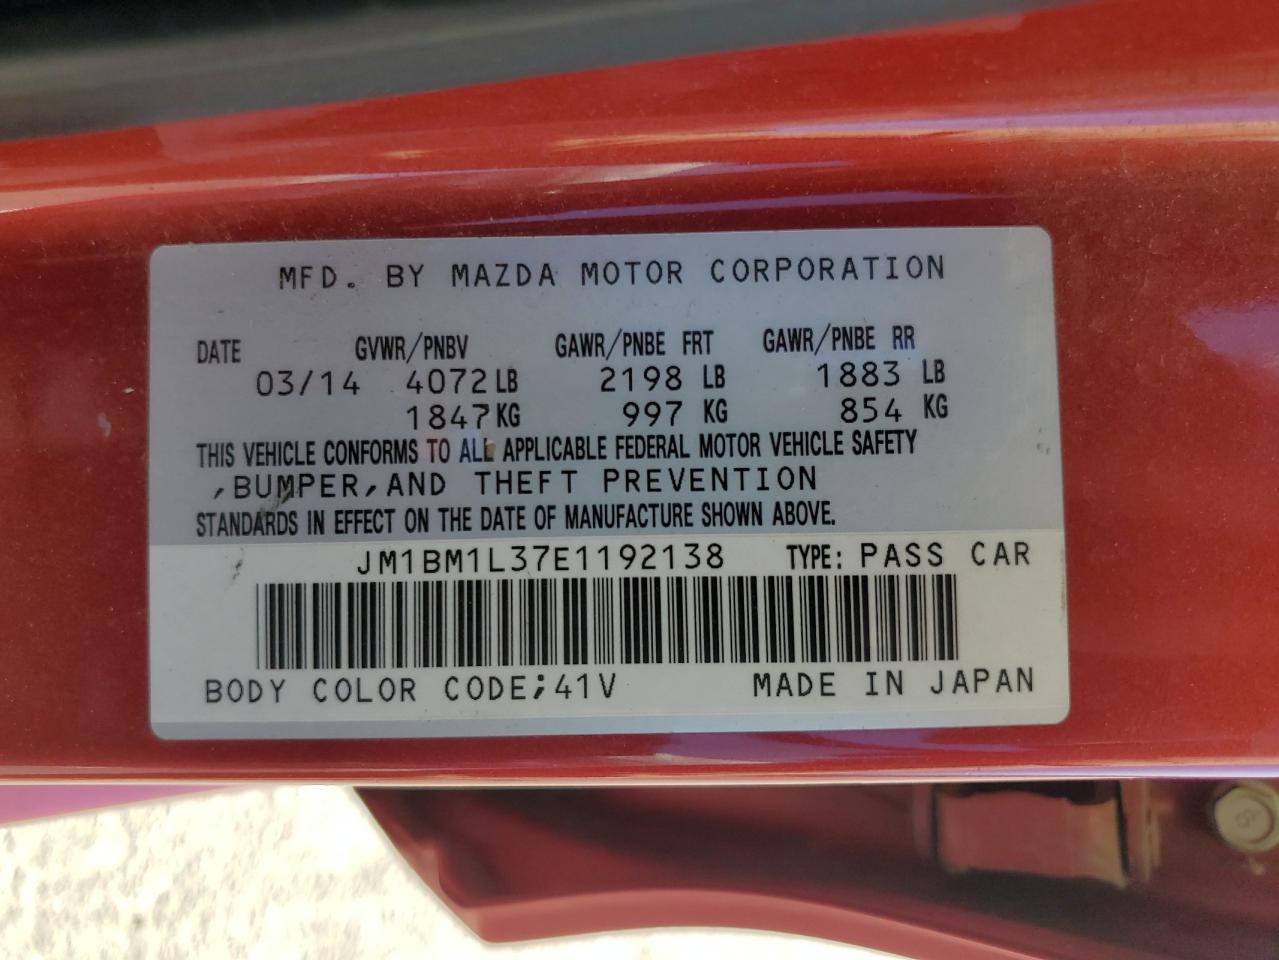 MFD. BY MAZDA MOTOR CORPORATION
DATE GVWR/PNBV GAWR/PNBE FRT GAWR/PNBE RR
03/14 4072 LB 2198 LB 1883 LB
1847 KG 997 KG 854 KG
THIS VEHICLE CONFORMS TO ALL APPLICABLE FEDERAL MOTOR VEHICLE SAFETY
,BUMPER,AND THEFT PREVENTION
STANDARDS IN EFFECT ON THE DATE OF MANUFACTURE SHOWN ABOVE.
JM1BM1L37E1192138 TYPE: PASS CAR
BODY COLOR CODE;41V MADE IN JAPAN
8